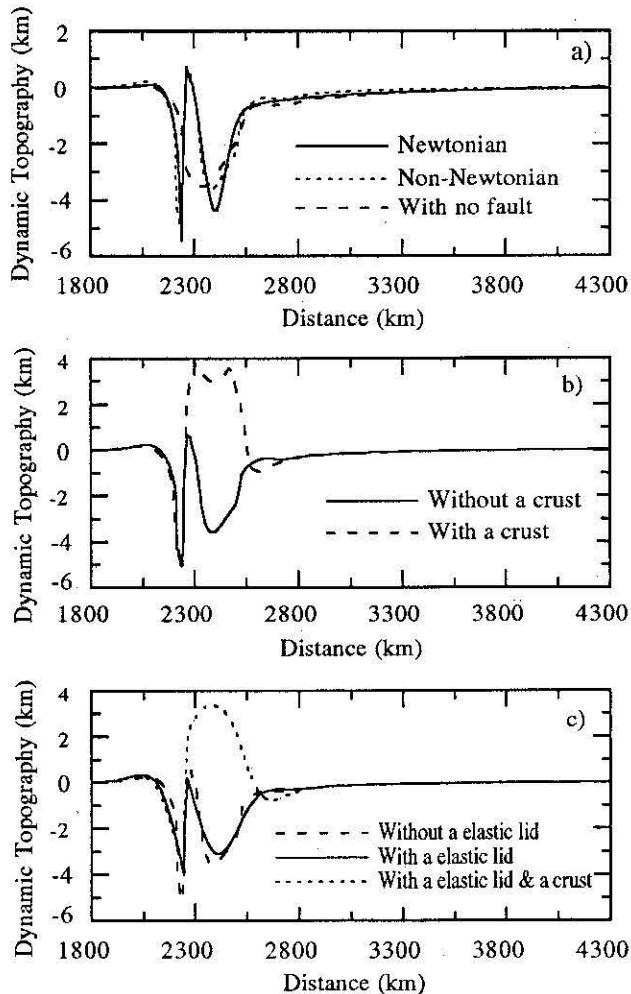 2
0
-2
-4
-6
Dynamic Topography (km)
a)
Newtonian
Non-Newtonian
With no fault
1800 2300 2800 3300 3800 4300
Distance (km)
4
2
0
-2
-4
-6
Dynamic Topography (km)
b)
Without a crust
With a crust
1800 2300 2800 3300 3800 4300
Distance (km)
4
2
0
-2
-4
-6
Dynamic Topography (km)
c)
Without a elastic lid
With a elastic lid
With a elastic lid & a crust
1800 2300 2800 3300 3800 4300
Distance (km)